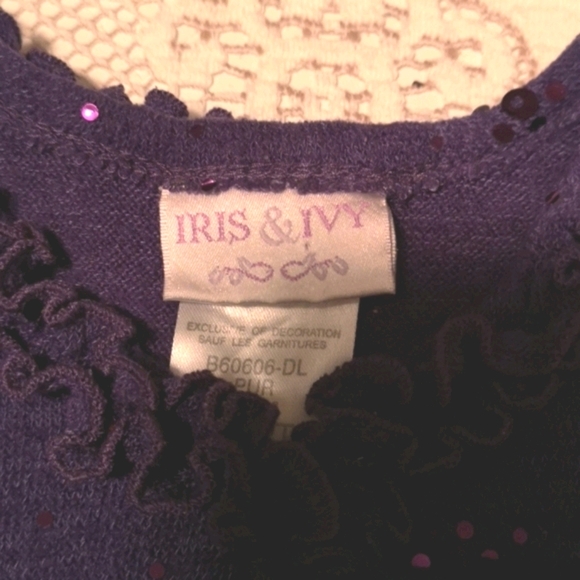 IRIS & IVY
EXCLUSIVE OF DECORATION
SAUF LES GARNITURES
B60606-DL
PUR